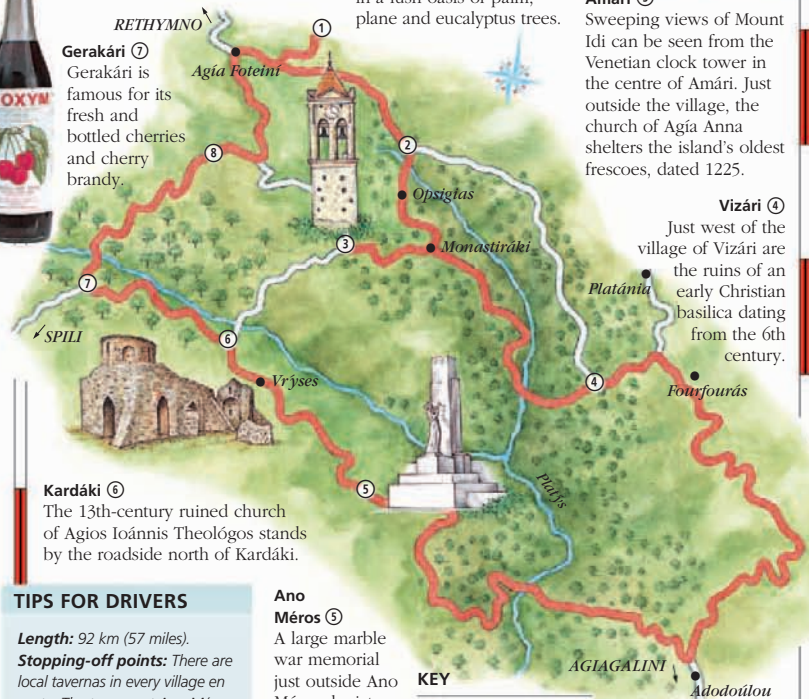 in a lush oasis of palm,
plane and eucalyptus trees.
Amári
Sweeping views of Mount
Idi can be seen from the
Venetian clock tower in
the centre of Amári. Just
outside the village, the
church of Agía Anna
shelters the island's oldest
frescoes, dated 1225.
RETHYMNO
1
Gerakári ⑦
Gerakári is
famous for its
fresh and
bottled cherries
and cherry
brandy.
OXYM
Agía Foteiní
8
2
Opsigias
3
Monastiráki
Vizári ④
Just west of the
village of Vizári are
the ruins of an
early Christian
basilica dating
from the 6th
century.
Platánia
7
SPILI
6
Vrýses
4
Fourfourás
5
Platýs
Kardáki ⑥
The 13th-century ruined church
of Agios Ioánnis Theológos stands
by the roadside north of Kardáki.
TIPS FOR DRIVERS
Length: 92 km (57 miles).
Stopping-off points: There are
local tavernas in every village en
Ano
Méros ⑤
A large marble
war memorial
just outside Ano
KEY
AGIAGALINI
Adodoúlou